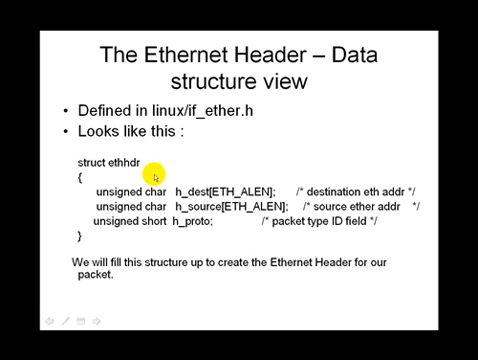 The Ethernet Header – Data
structure view
• Defined in linux/if_ether.h
• Looks like this :
struct ethhdr
{
unsigned char h_dest[ETH_ALEN]; /* destination eth addr */
unsigned char h_source[ETH_ALEN]; /* source ether addr */
unsigned short h_proto; /* packet type ID field */
}
We will fill this structure up to create the Ethernet Header for our
packet.